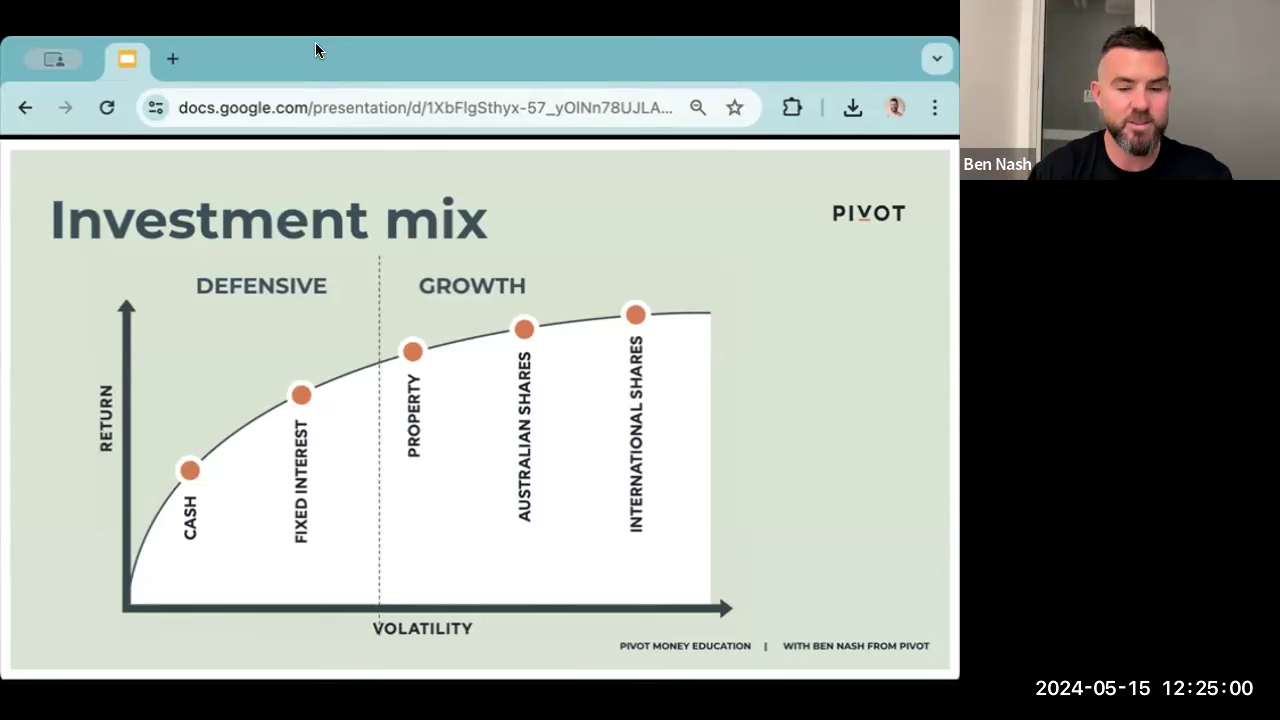 docs.google.com/presentation/d/1XbFlgSthyx-57_yOlNn78UJLA...
Investment mix
PIVOT
DEFENSIVE
GROWTH
RETURN
CASH
FIXED INTEREST
PROPERTY
AUSTRALIAN SHARES
INTERNATIONAL SHARES
VOLATILITY
PIVOT MONEY EDUCATION | WITH BEN NASH FROM PIVOT
Ben Nash
2024-05-15 12:25:00